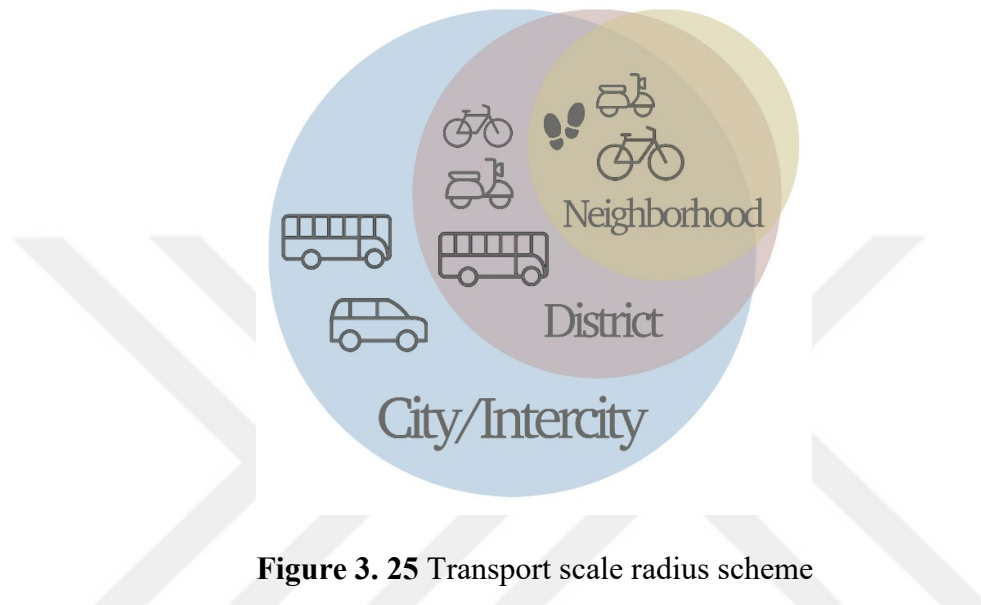 Neighborhood
District
City/Intercity
Figure 3. 25 Transport scale radius scheme